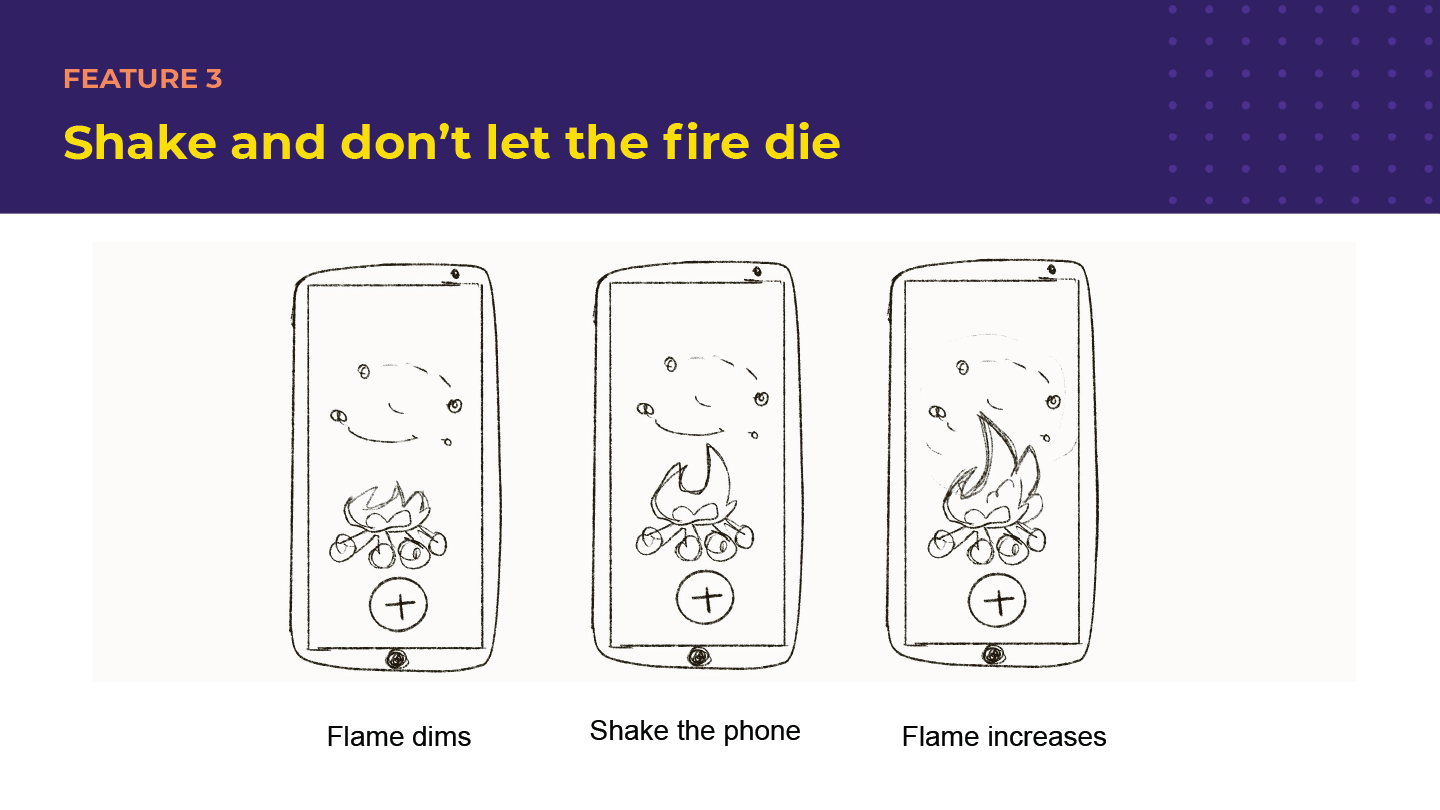 FEATURE 3
Shake and don’t let the fire die
Flame dims
Shake the phone
Flame increases